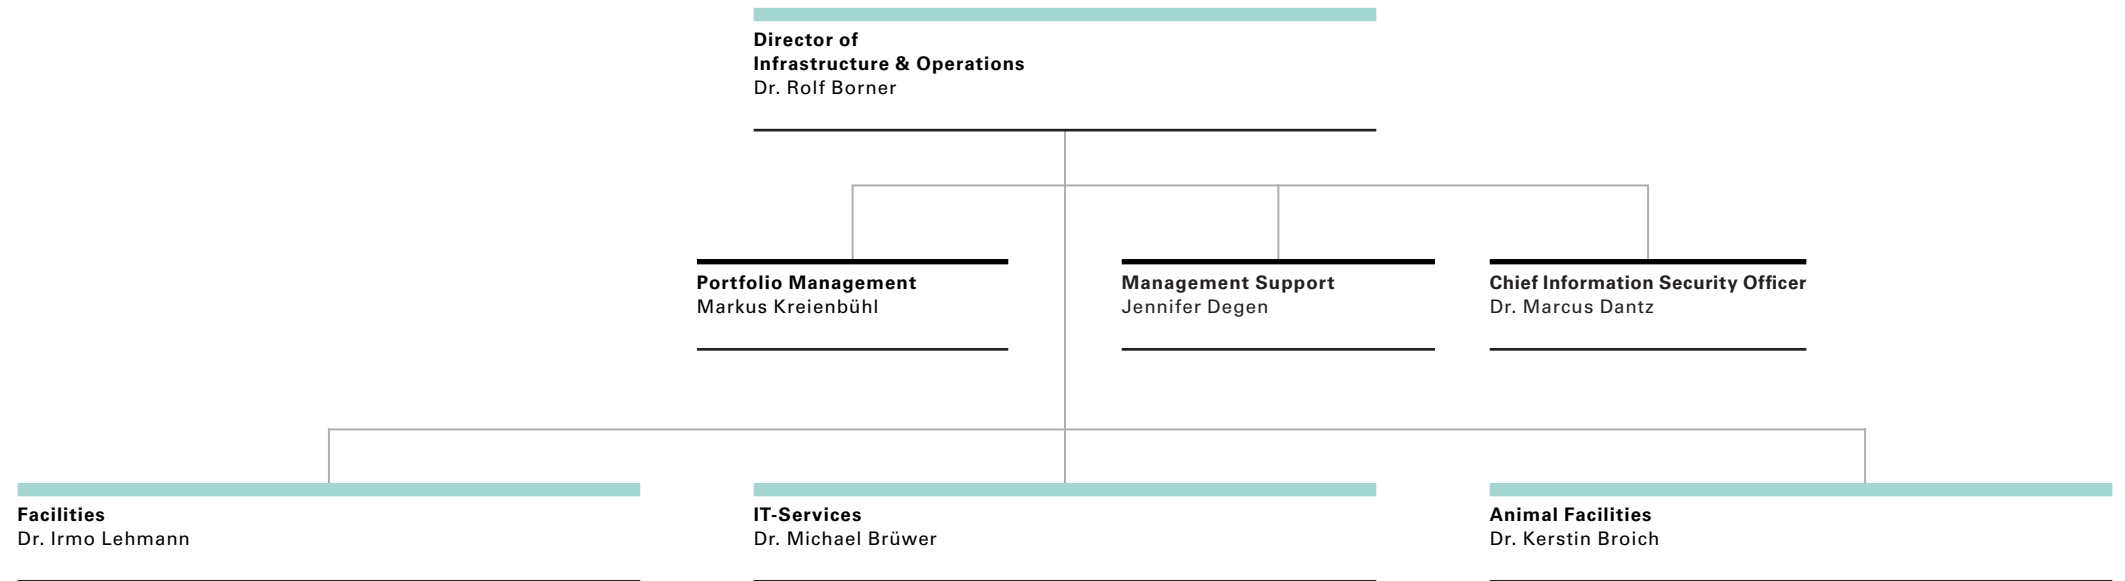 Director of
Infrastructure & Operations
Dr. Rolf Borner
Portfolio Management
Markus Kreienbühl
Management Support
Jennifer Degen
Chief Information Security Officer
Dr. Marcus Dantz
Facilities
Dr. Irmo Lehmann
IT-Services
Dr. Michael Brüwer
Animal Facilities
Dr. Kerstin Broich